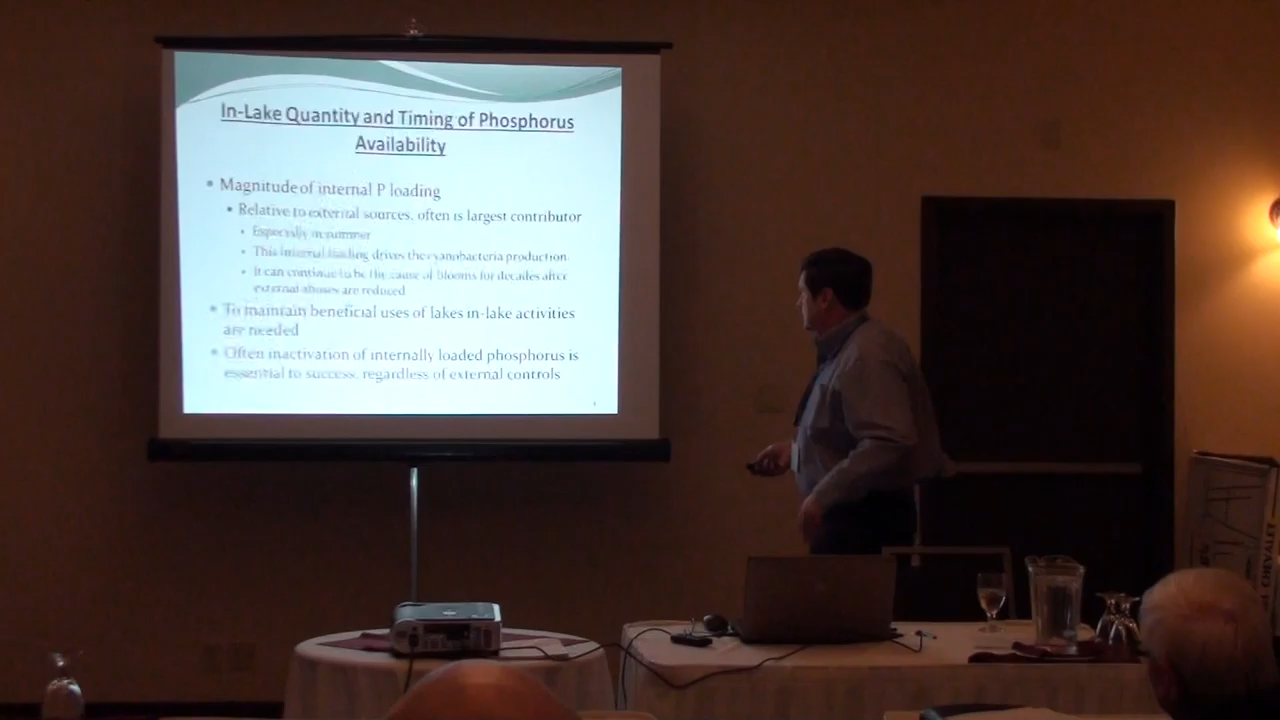 In-Lake Quantity and Timing of Phosphorus
Availability
• Magnitude of internal P loading
• Relative to external sources, often is largest contributor
• Especially in summer
• This internal loading drives the cyanobacteria production
• It can continue to be the cause of blooms for decades after
external abuses are reduced
• To maintain beneficial uses of lakes in-lake activities
are needed
• Often inactivation of internally loaded phosphorus is
essential to success, regardless of external controls
CHEVALET